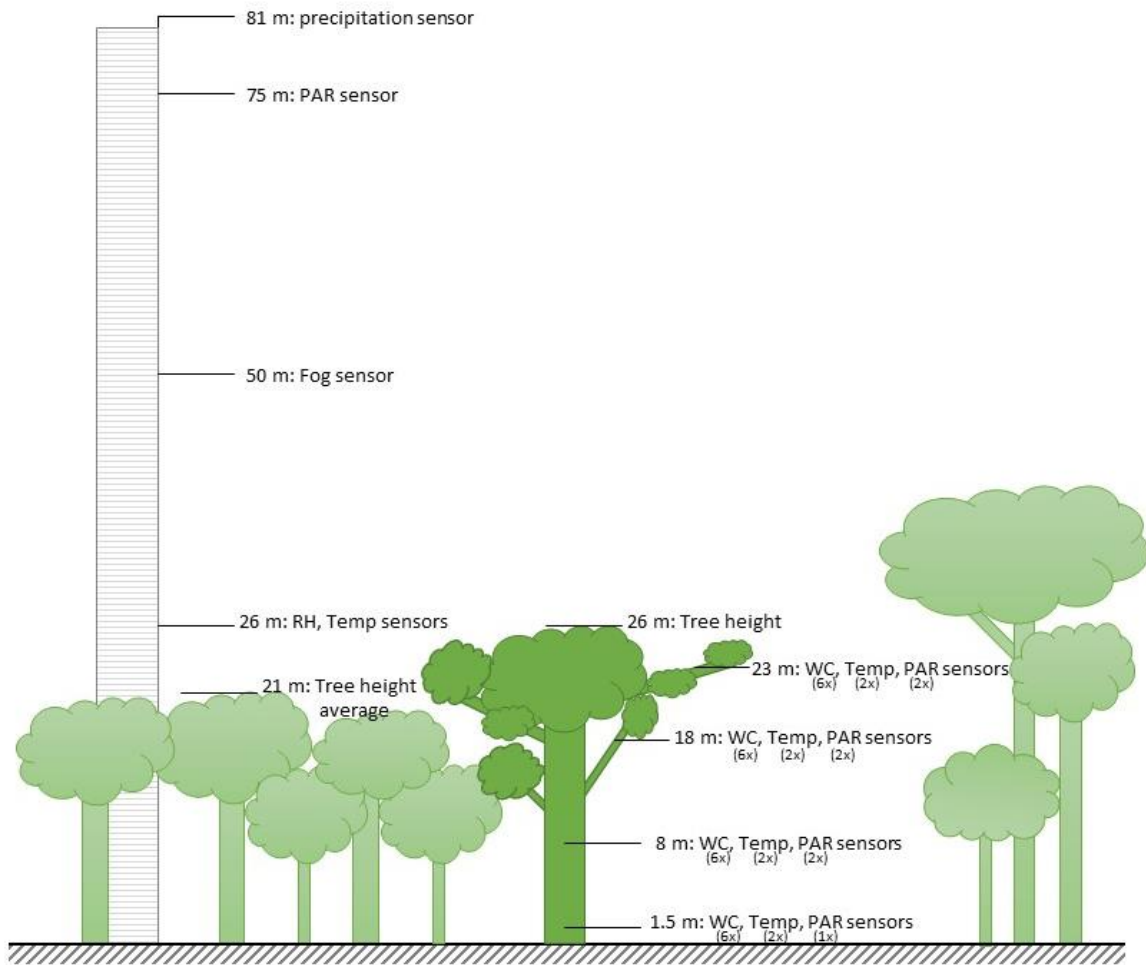 81 m: precipitation sensor
75 m: PAR sensor
50 m: Fog sensor
26 m: RH, Temp sensors
26 m: Tree height
23 m: WC, Temp, PAR sensors
(6x) (2x) (2x)
21 m: Tree height
average
18 m: WC, Temp, PAR sensors
(6x) (2x) (2x)
8 m: WC, Temp, PAR sensors
(6x) (2x) (2x)
1.5 m: WC, Temp, PAR sensors
(6x) (2x) (1x)